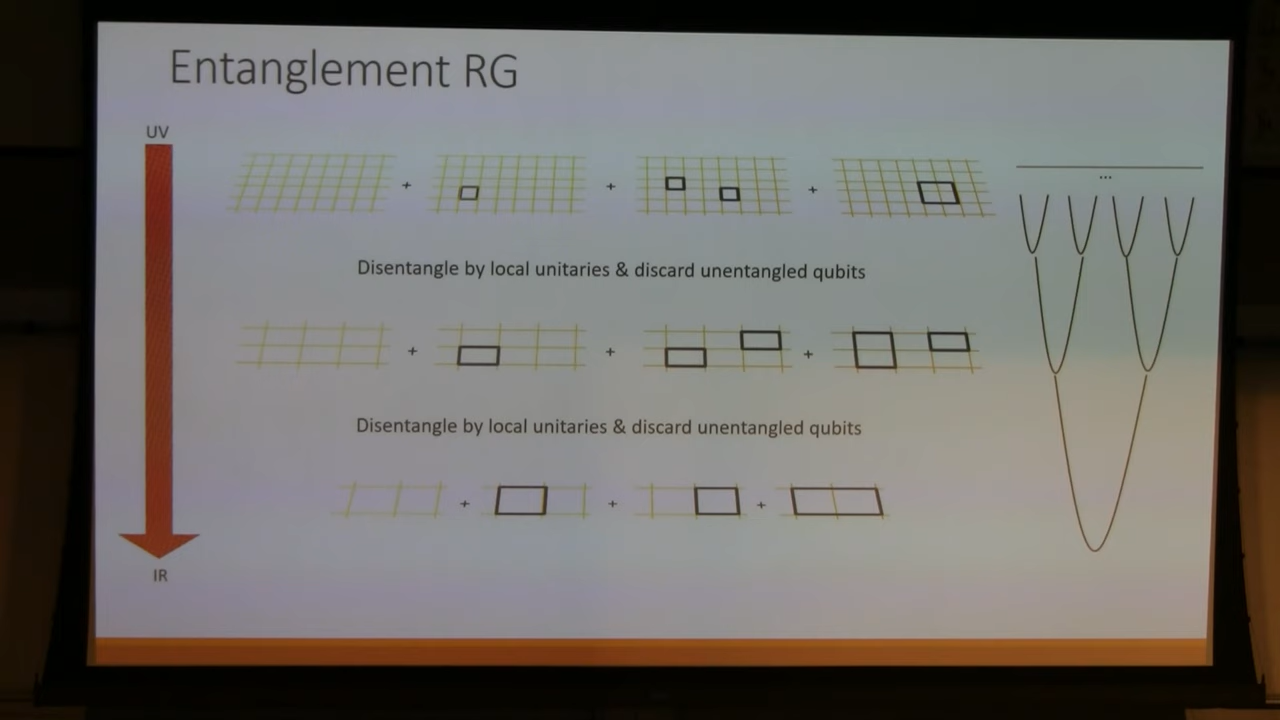 Entanglement RG
UV
+ + +
...
Disentangle by local unitaries & discard unentangled qubits
+ + +
Disentangle by local unitaries & discard unentangled qubits
+ + +
IR